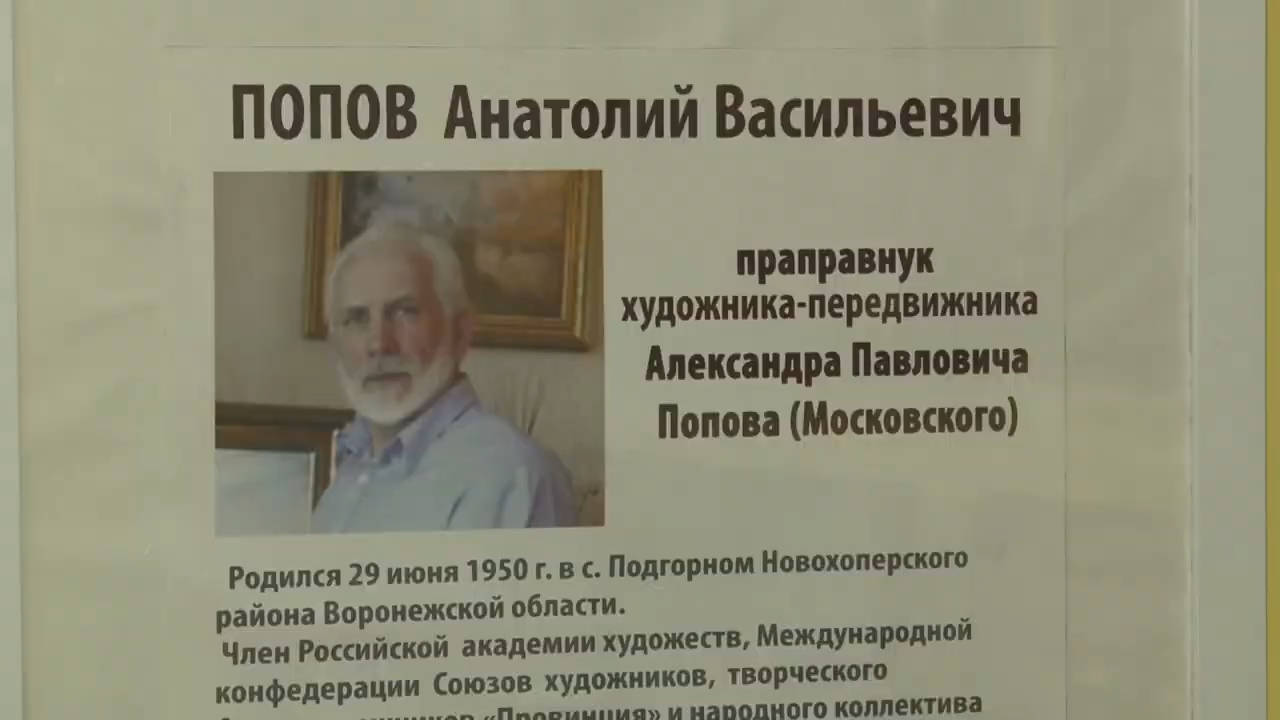 ПОПОВ Анатолий Васильевич
праправнук
художника-передвижника
Александра Павловича
Попова (Московского)
Родился 29 июня 1950 г. в с. Подгорном Новохоперского
района Воронежской области.
Член Российской академии художеств, Международной
конфедерации Союзов художников, творческого
«Провинция» и народного коллектива